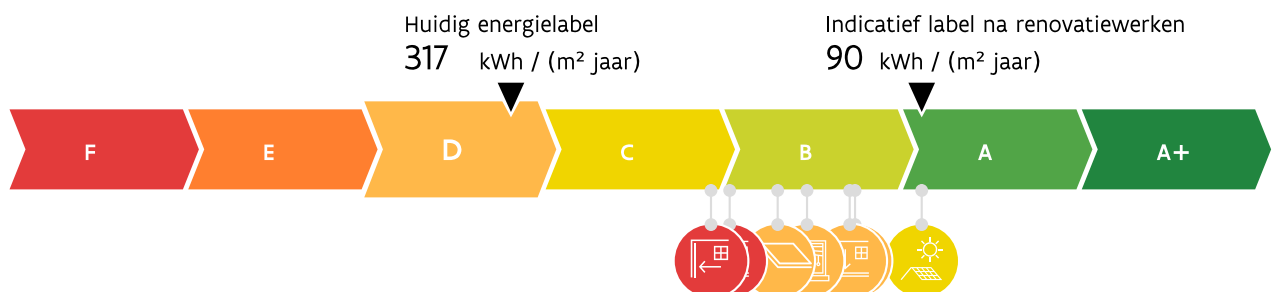 Huidig energielabel
317 kWh / (m² jaar)
Indicatief label na renovatiewerken
90 kWh / (m² jaar)
F E D C B A A+